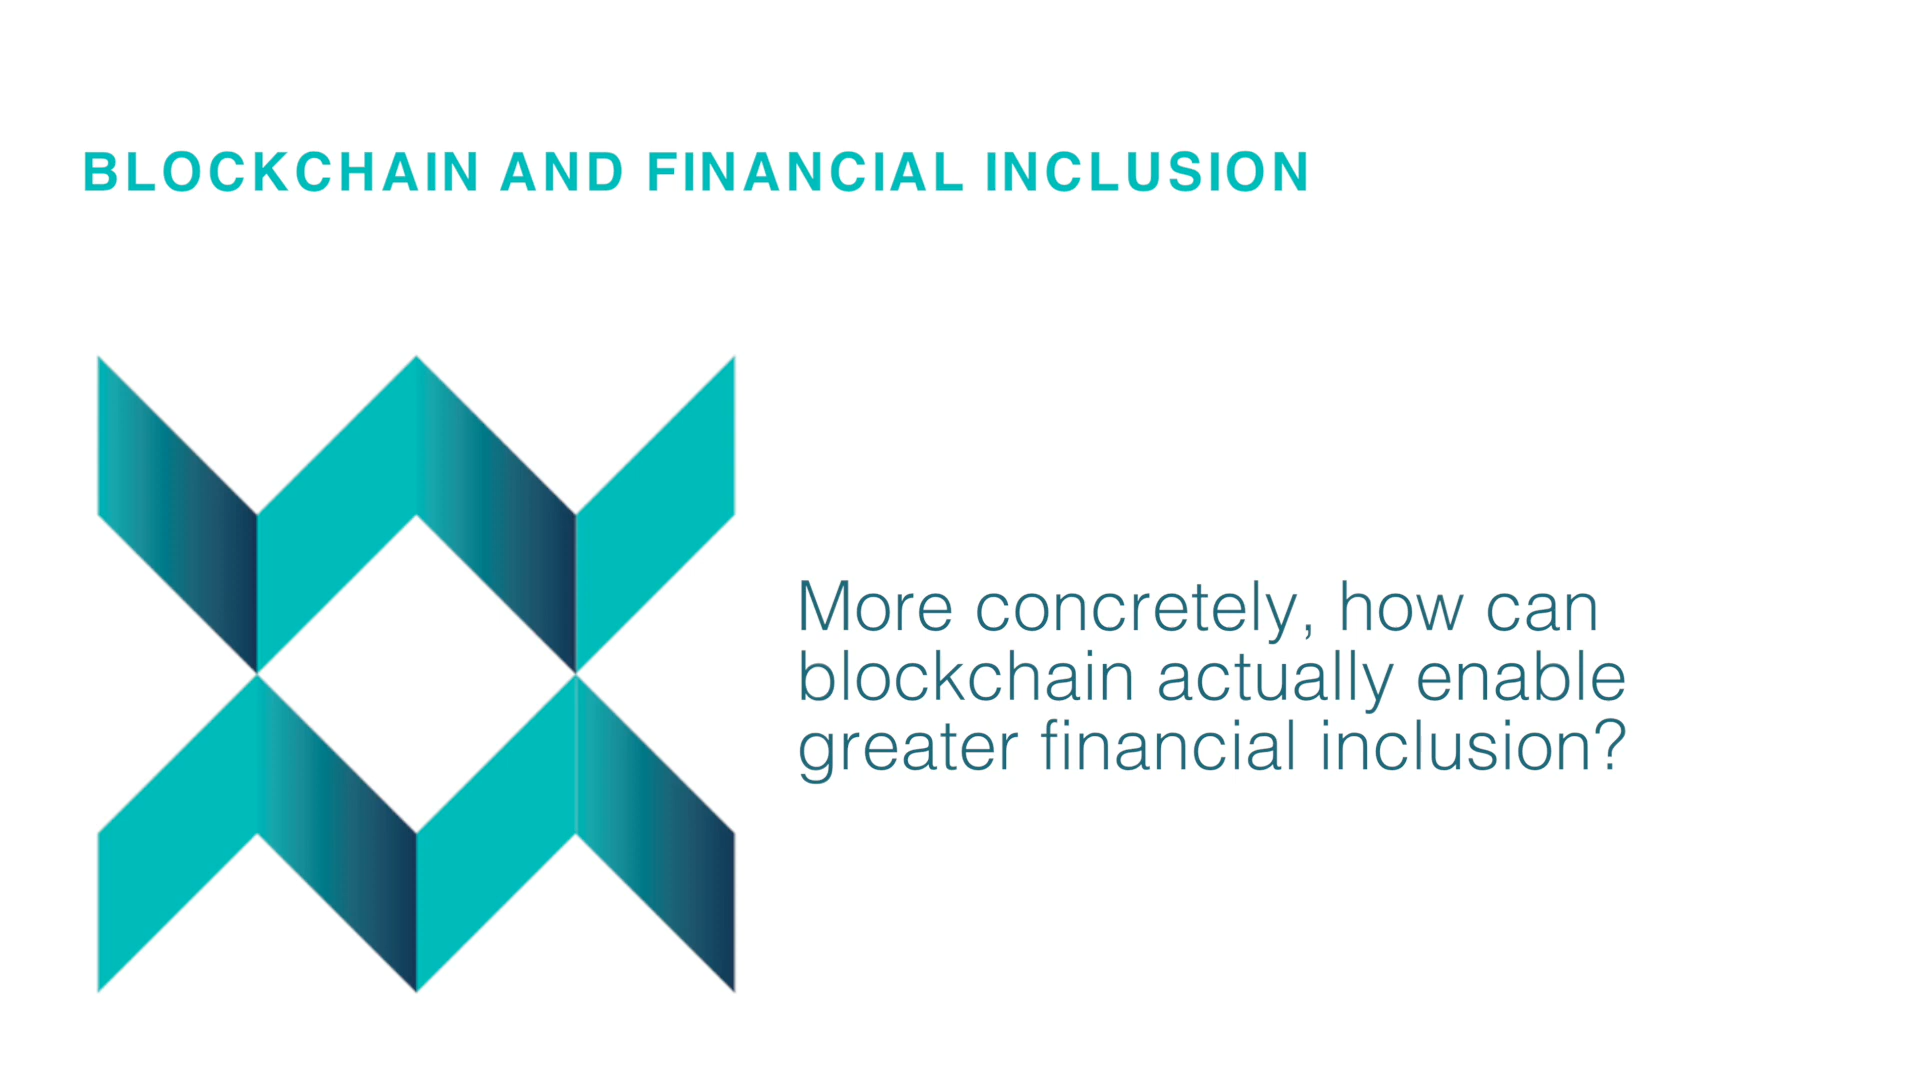 BLOCKCHAIN AND FINANCIAL INCLUSION
More concretely, how can
blockchain actually enable
greater financial inclusion?